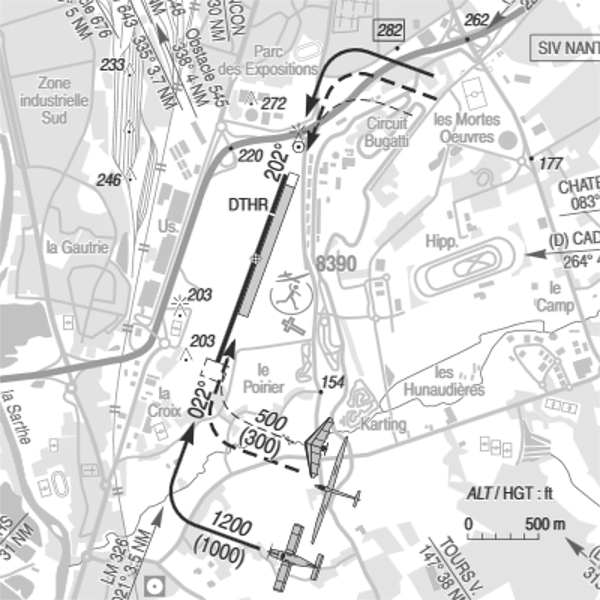 5 NM
643
335° 3.7 NM
338° 4 NM
Obstacle 545
NM
30 NM
282
262
SIV NANT
233
Parc
des Expositions
272
Zone
industrielle
Sud
Circuit
Bugatti
les Mortes
Oeuvres
220
202°
177
246
DTHR
CHATE
083°
Us.
la Gautrie
Hipp.
(D) CAD
264° 4
8390
203
le
Camp
203
le
Poirier
154
les
Hunaudières
la
Croix
022°
500
(300)
Karting
la Sarthe
ALT / HGT : ft
0 500 m
1200
(1000)
31 NM
LM 326
021° 3.5 NM
TOURS V.
147° 38 N
(D)